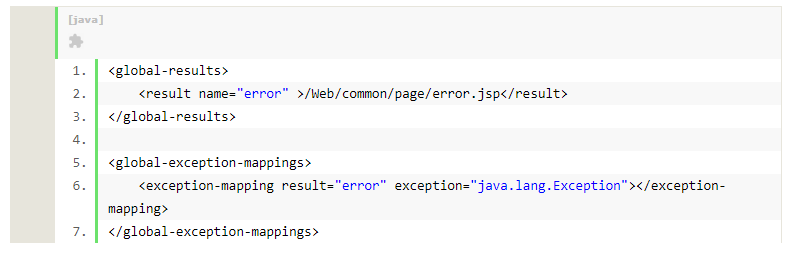 [java]
1. <global-results>
2.     <result name="error" >/Web/common/page/error.jsp</result>
3. </global-results>
4.
5. <global-exception-mappings>
6.     <exception-mapping result="error" exception="java.lang.Exception"></exception-
mapping>
7. </global-exception-mappings>